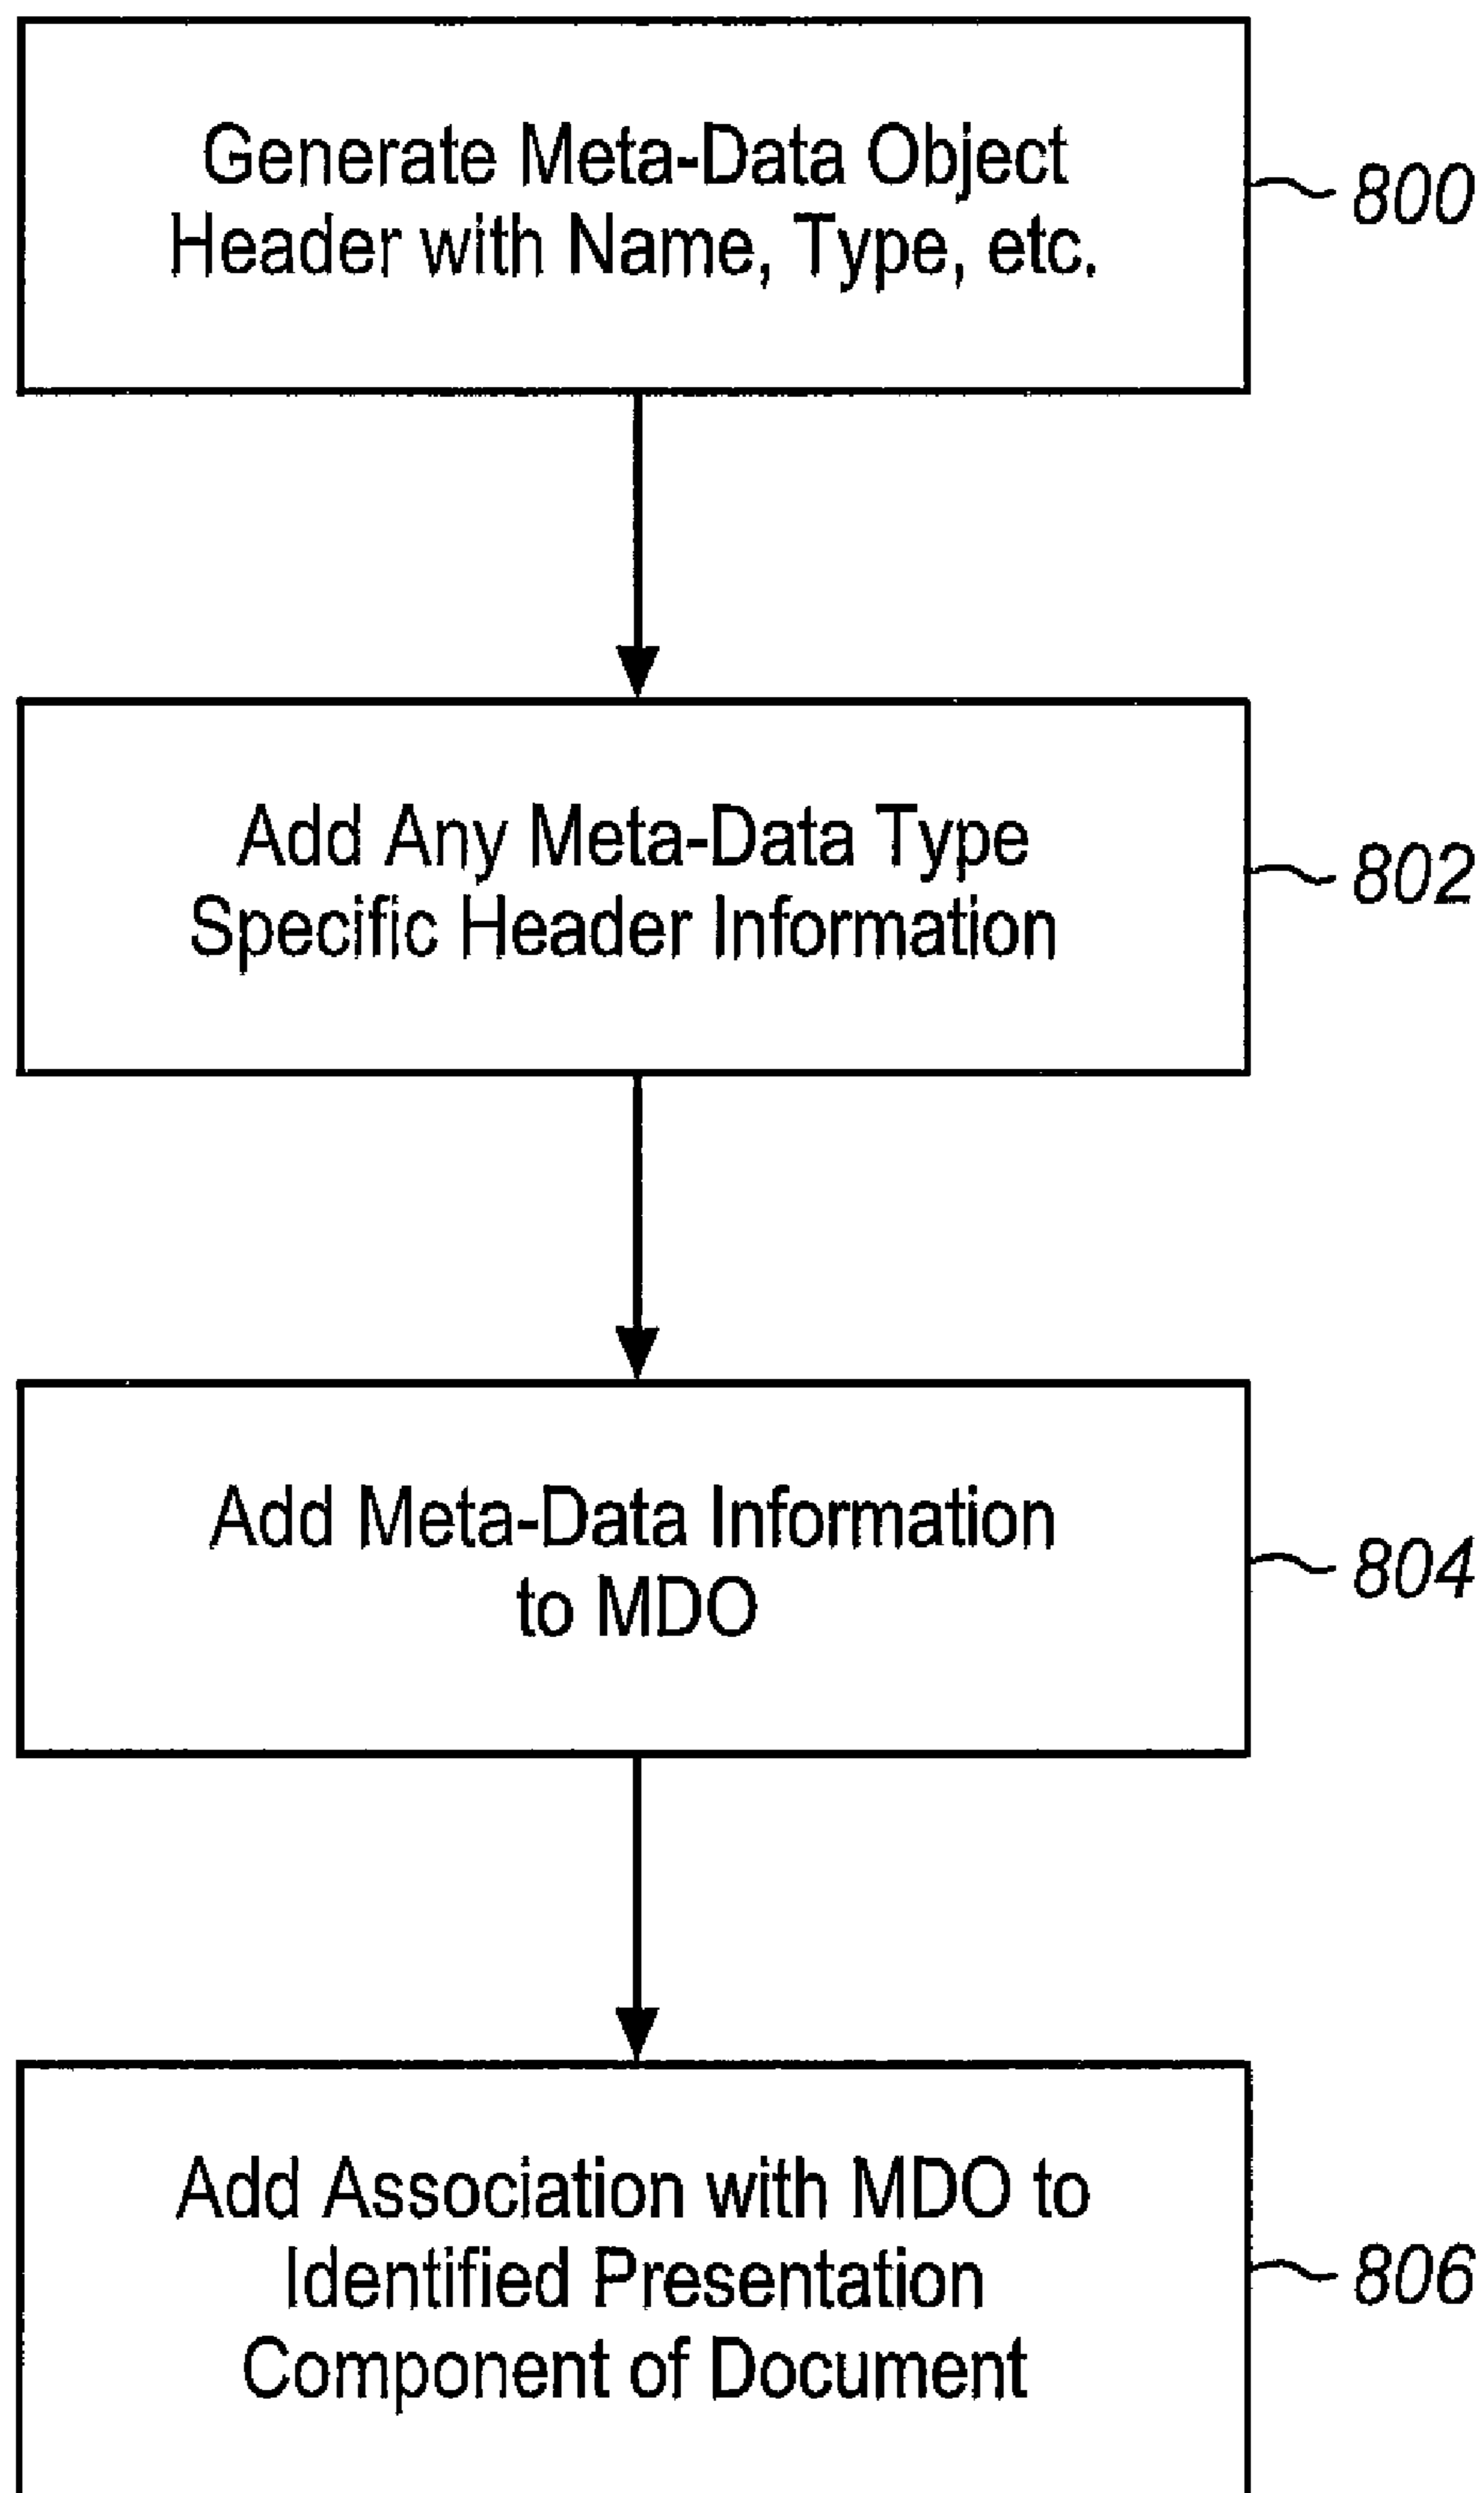 Generate Meta-Data Object
Header with Name, Type, etc.
800
Add Any Meta-Data Type
Specific Header Information
802
Add Meta-Data Information
to MDO
804
Add Association with MDO to
Identified Presentation
Component of Document
806